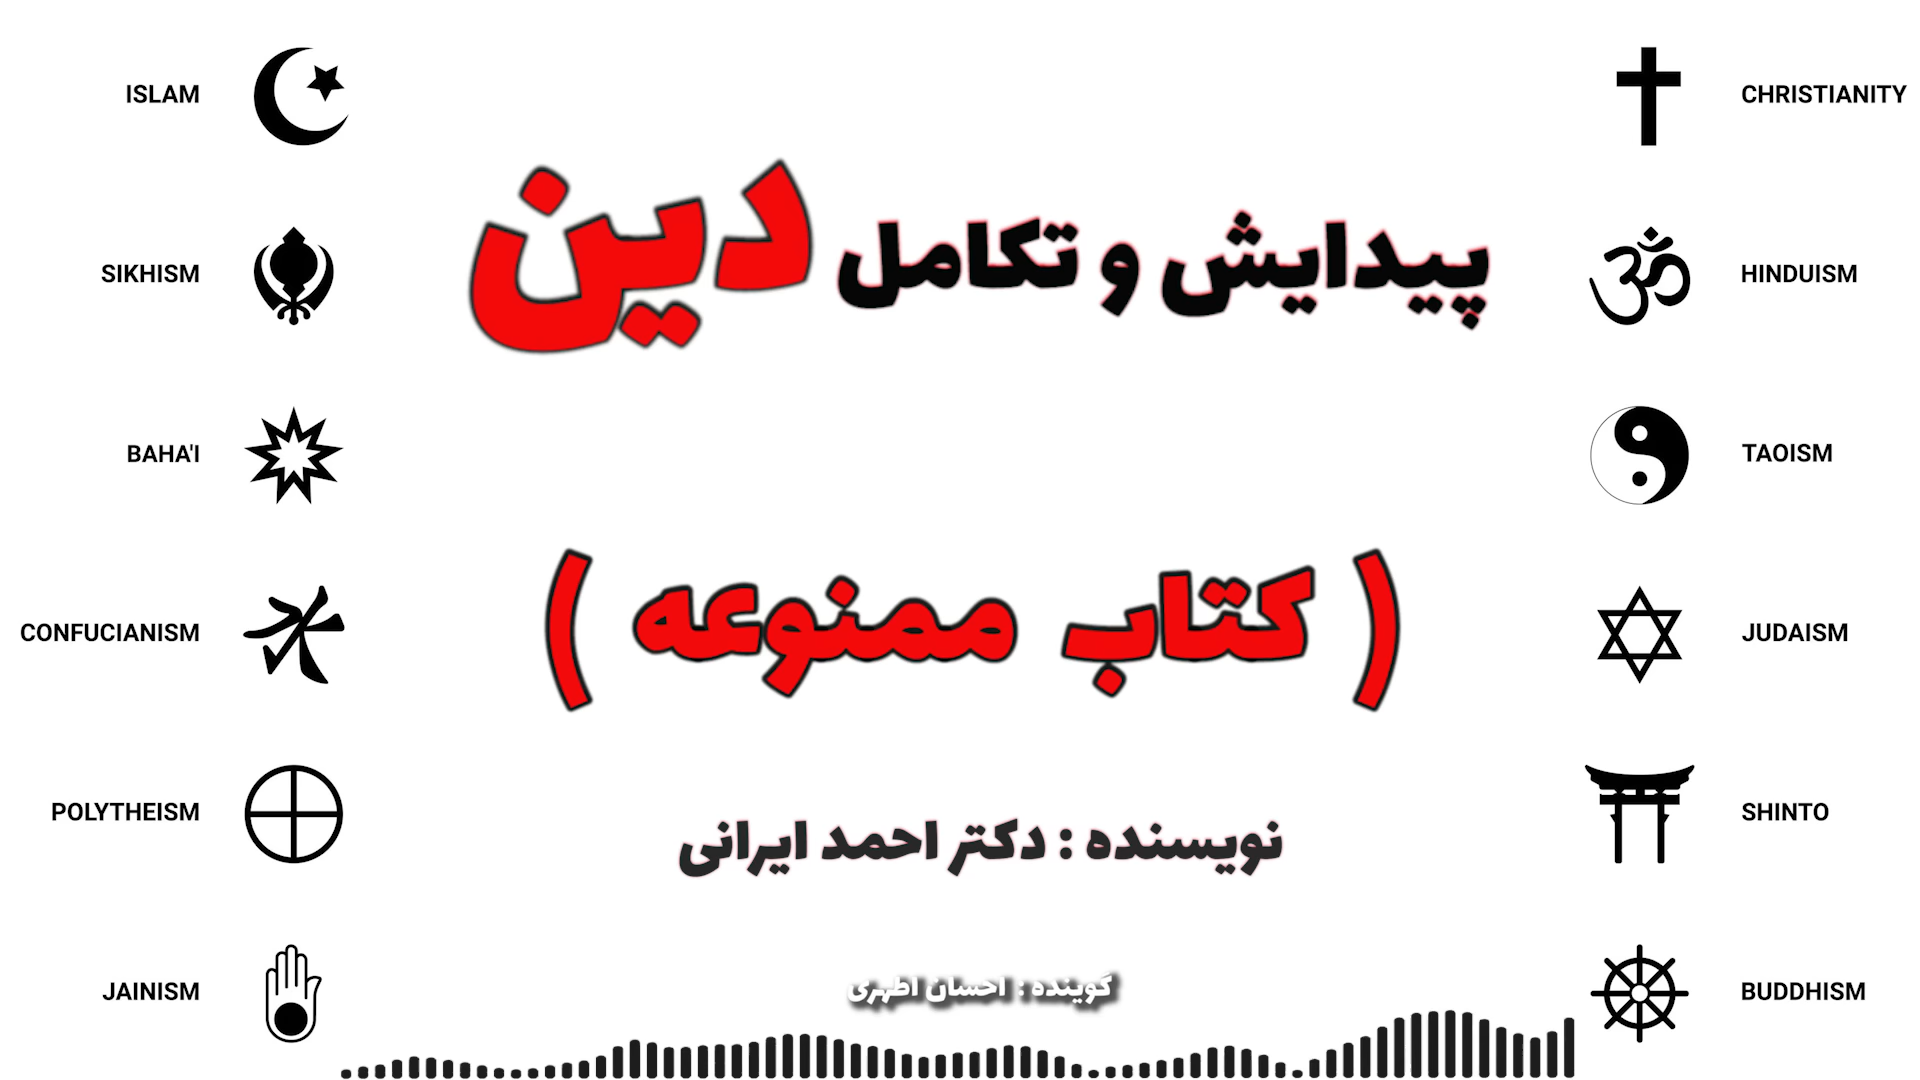 پیدایش و تکامل دین
( کتاب ممنوعه )
نویسنده : دکتر احمد ایرانی
گوینده : احسان اظهری
ISLAM
SIKHISM
BAHA'I
CONFUCIANISM
POLYTHEISM
JAINISM
CHRISTIANITY
HINDUISM
TAOISM
JUDAISM
SHINTO
BUDDHISM